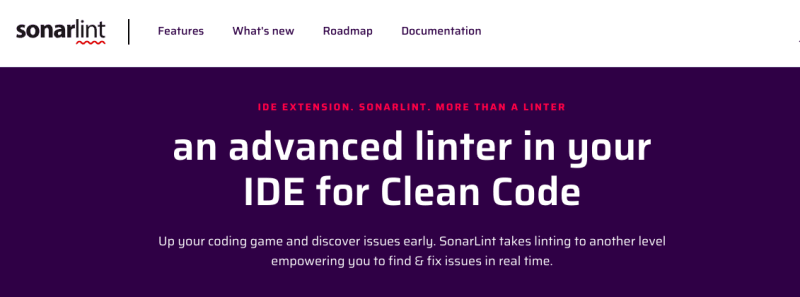 sonarlint
Features What's new Roadmap Documentation
IDE EXTENSION. SONARLINT. MORE THAN A LINTER
an advanced linter in your
IDE for Clean Code
Up your coding game and discover issues early. SonarLint takes linting to another level
empowering you to find & fix issues in real time.